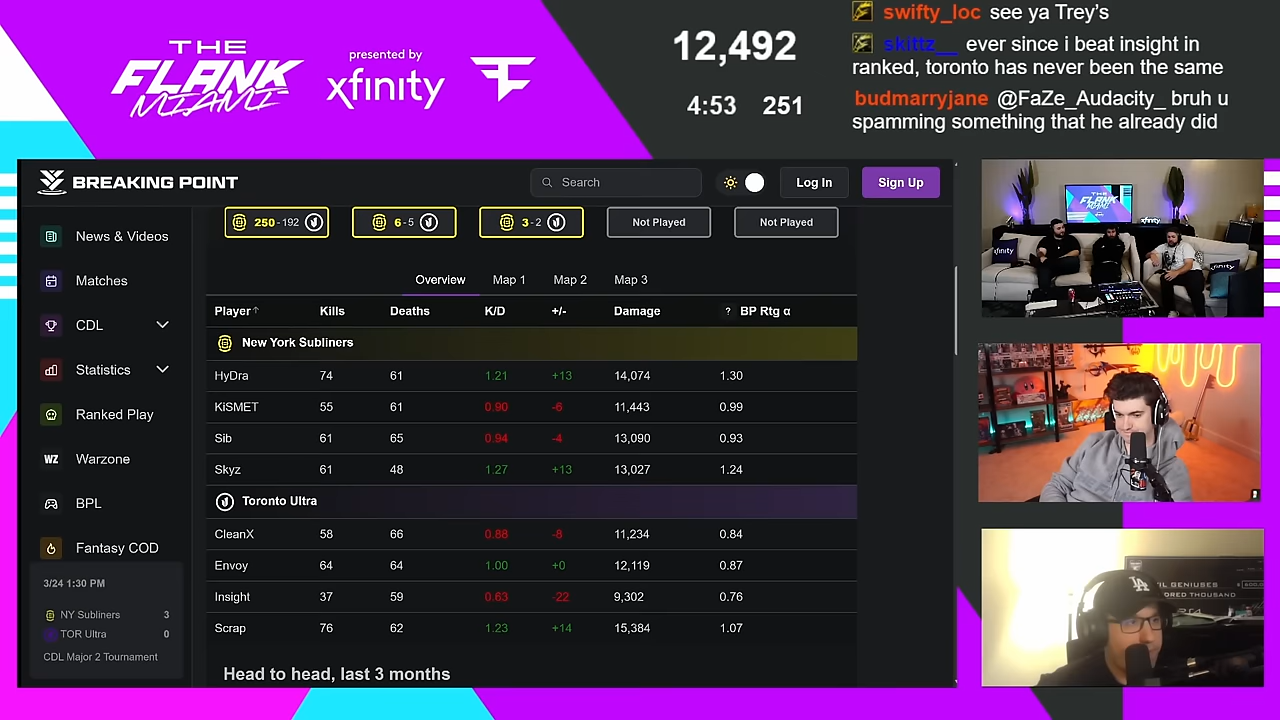 THE
FLANK
MIAMI
presented by
xfinity
12,492
4:53 251
swifty_loc see ya Trey's
skittz__ ever since i beat insight in
ranked, toronto has never been the same
budmarryjane @FaZe_Audacity_ bruh u
spamming something that he already did
BREAKING POINT
Search
Log In
Sign Up
News & Videos
Matches
CDL
Statistics
Ranked Play
WZ Warzone
BPL
Fantasy COD
3/24 1:30 PM
NY Subliners 3
TOR Ultra 0
CDL Major 2 Tournament
250-192
6-5
3-2
Not Played
Not Played
Overview Map 1 Map 2 Map 3
Player↑ Kills Deaths K/D +/- Damage ? BP Rtg α
New York Subliners
HyDra 74 61 1.21 +13 14,074 1.30
KiSMET 55 61 0.90 -6 11,443 0.99
Sib 61 65 0.94 -4 13,090 0.93
Skyz 61 48 1.27 +13 13,027 1.24
Toronto Ultra
CleanX 58 66 0.88 -8 11,234 0.84
Envoy 64 64 1.00 +0 12,119 0.87
Insight 37 59 0.63 -22 9,302 0.76
Scrap 76 62 1.23 +14 15,384 1.07
Head to head, last 3 months
THE
FLANK
xfinity
xfinity
xfinity
LA